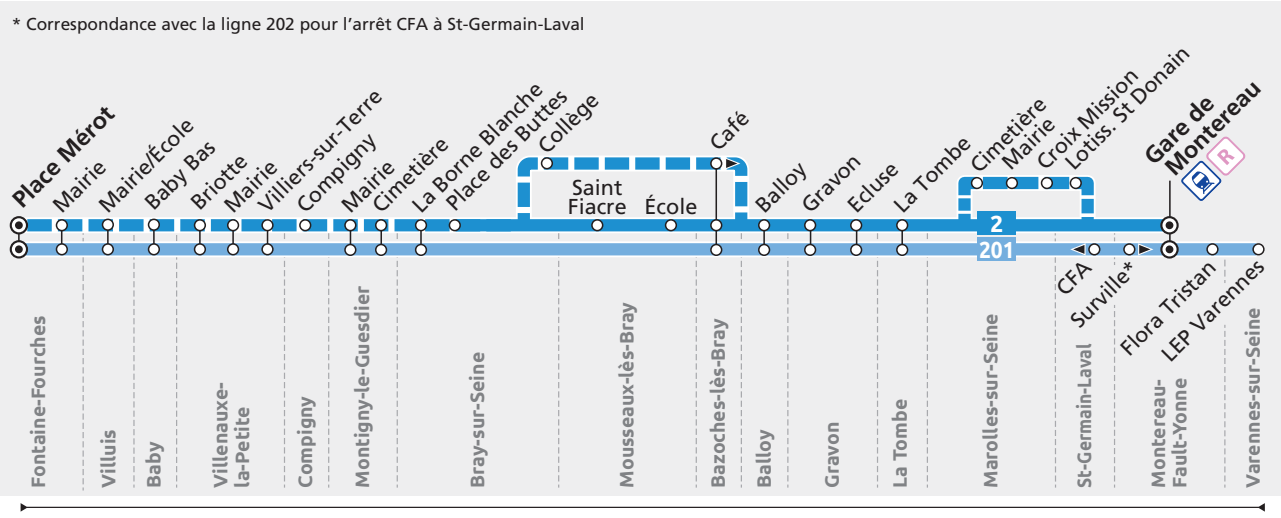 * Correspondance avec la ligne 202 pour l'arrêt CFA à St-Germain-Laval
Place Mérot
Mairie
Mairie/École
Baby Bas
Briotte
Mairie
Villiers-sur-Terre
Compigny
Mairie
Cimetière
La Borne Blanche
Place des Buttes
Collège
Saint
Fiacre
École
Café
Balloy
Gravon
Ecluse
La Tombe
Cimetière
Mairie
Croix Mission
Lotiss. St Donain
Gare de
Montereau
R
2
201
CFA
Surville*
Flora Tristan
LEP Varennes
Fontaine-Fourches
Villuis
Baby
Villenauxe-
la-Petite
Compigny
Montigny-le-Guesdier
Bray-sur-Seine
Mousseaux-lès-Bray
Bazoches-lès-Bray
Balloy
Gravon
La Tombe
Marolles-sur-Seine
St-Germain-Laval
Montereau-
Fault-Yonne
Varennes-sur-Seine